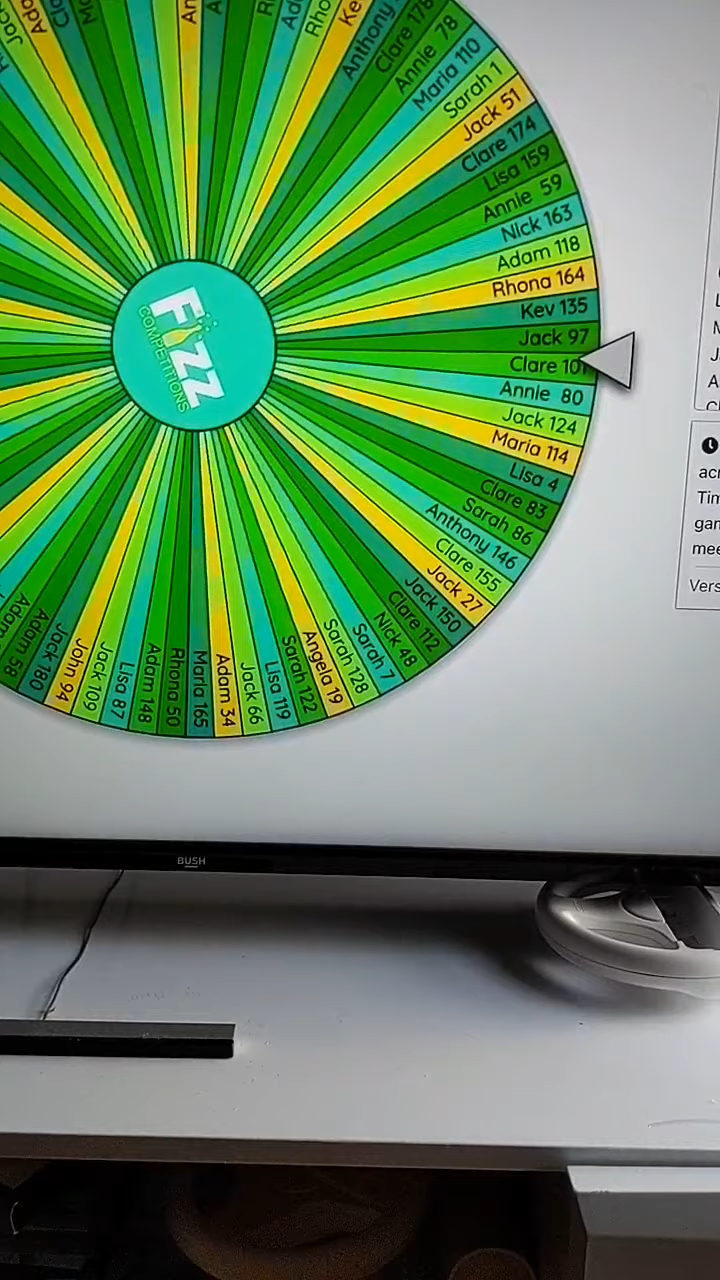 Anthony
Clare 178
Annie 78
Maria 110
Sarah 1
Jack 51
Clare 174
Lisa 159
Annie 59
Nick 163
Adam 118
Rhona 164
Kev 135
Jack 97
Clare 101
Annie 80
Jack 124
Maria 114
Lisa 4
Clare 83
Sarah 86
Anthony 146
Clare 155
Jack 27
Jack 150
Clare 112
Nick 48
Sarah 7
Sarah 128
Angela 19
Sarah 122
Lisa 119
Jack 66
Adam 34
Maria 165
Rhona 50
Adam 148
Lisa 87
Jack 109
John 94
Jack 180
Adam 58
FIZZ
COMPETITIONS
BUSH